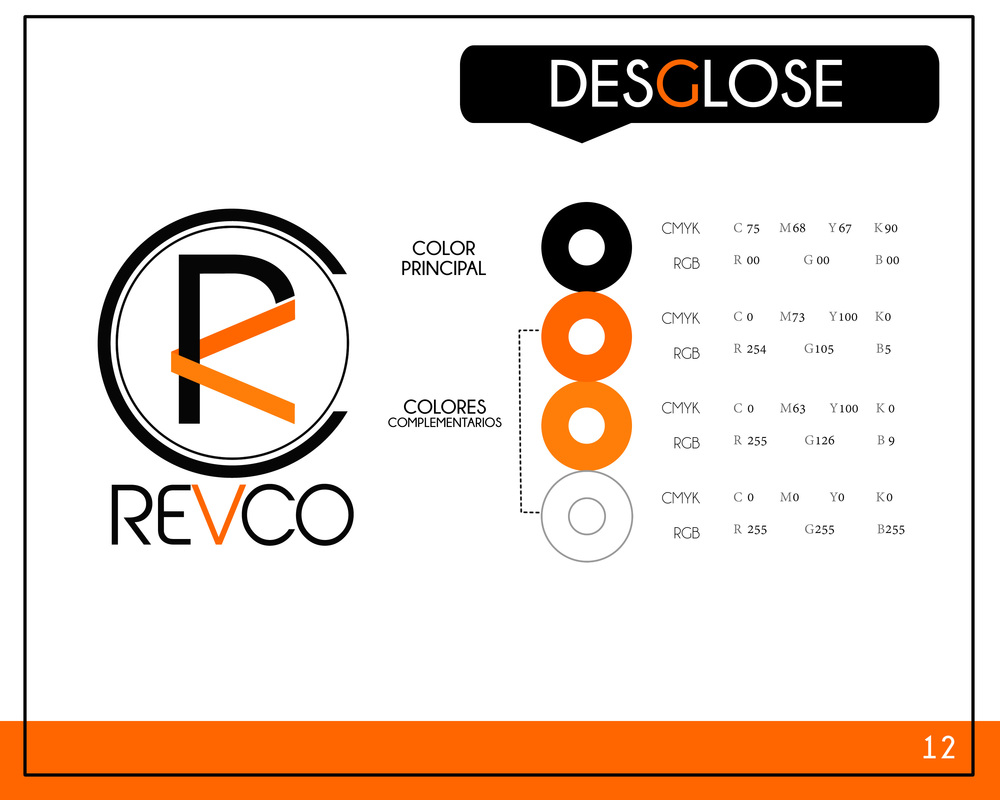 DESGLOSE
REVCO
COLOR
PRINCIPAL
CMYK C 75 M68 Y 67 K90
RGB R 00 G 00 B 00
COLORES
COMPLEMENTARIOS
CMYK C 0 M73 Y100 K0
RGB R 254 G105 B5
CMYK C 0 M63 Y100 K 0
RGB R 255 G126 B 9
CMYK C 0 M0 Y0 K0
RGB R 255 G255 B255
12